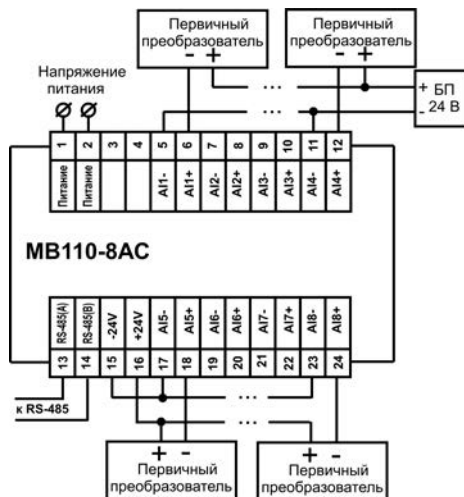 Первичный
преобразователь
- +
Первичный
преобразователь
- +
Напряжение
питания
...
...
+ БП
- 24 В
1 2 3 4 5 6 7 8 9 10 11 12
Питание Питание AI1- AI1+ AI2- AI2+ AI3- AI3+ AI4- AI4+
МВ110-8АС
RS-485(A) RS-485(B) -24V +24V AI5- AI5+ AI6- AI6+ AI7- AI7+ AI8- AI8+
13 14 15 16 17 18 19 20 21 22 23 24
к RS-485
...
...
+ -
Первичный
преобразователь
+ -
Первичный
преобразователь